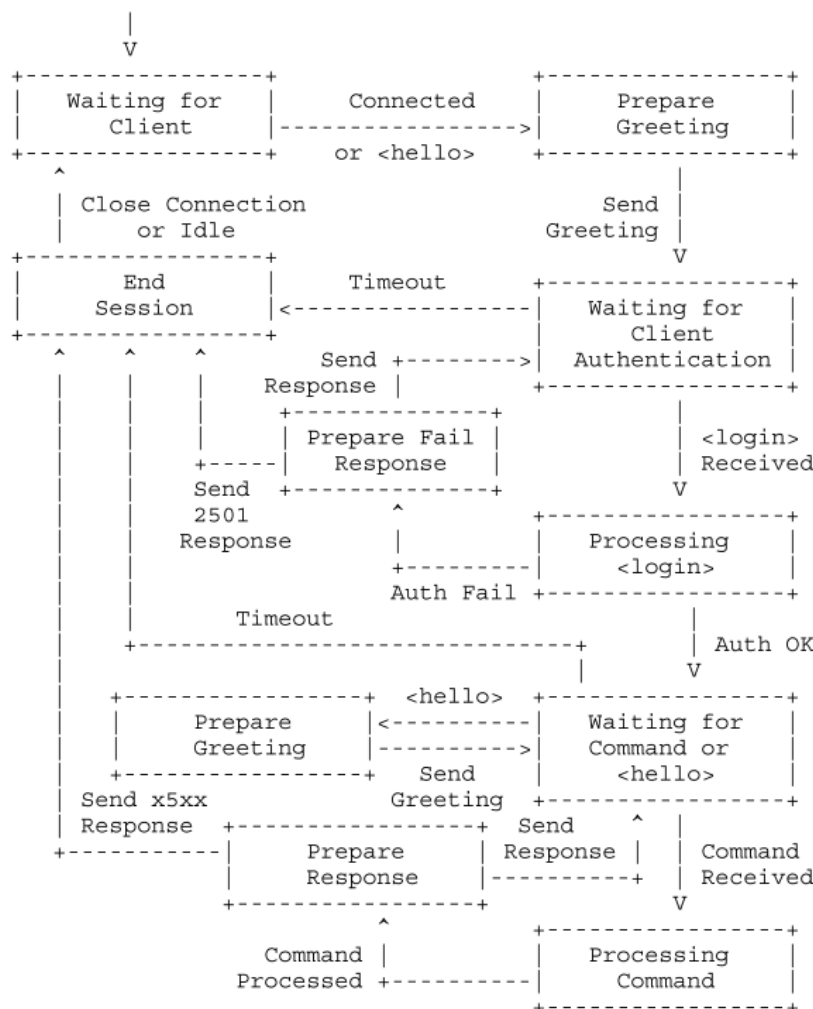 Waiting for Client
Connected
or <hello>
Prepare Greeting
Close Connection
or Idle
Send
Greeting
End Session
Timeout
Waiting for Client Authentication
Send
Response
Prepare Fail Response
<login>
Received
Send
2501
Response
Processing <login>
Auth Fail
Timeout
Auth OK
<hello>
Prepare Greeting
Waiting for Command or <hello>
Send
Greeting
Send x5xx
Response
Prepare Response
Send
Response
Command
Received
Command
Processed
Processing Command